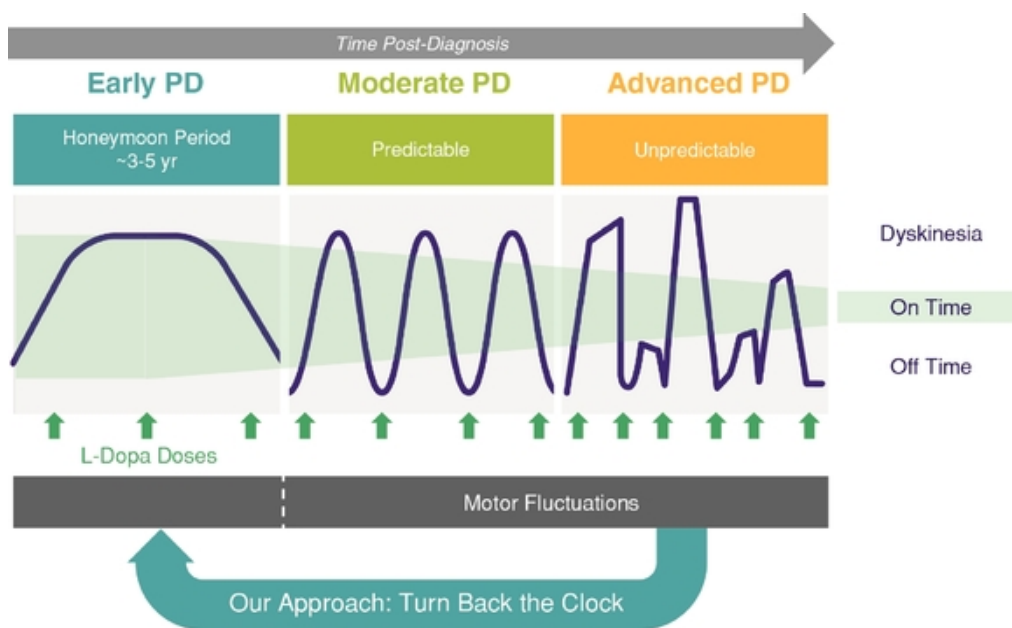 Time Post-Diagnosis
Early PD
Moderate PD
Advanced PD
Honeymoon Period
~3-5 yr
Predictable
Unpredictable
Dyskinesia
On Time
Off Time
L-Dopa Doses
Motor Fluctuations
Our Approach: Turn Back the Clock